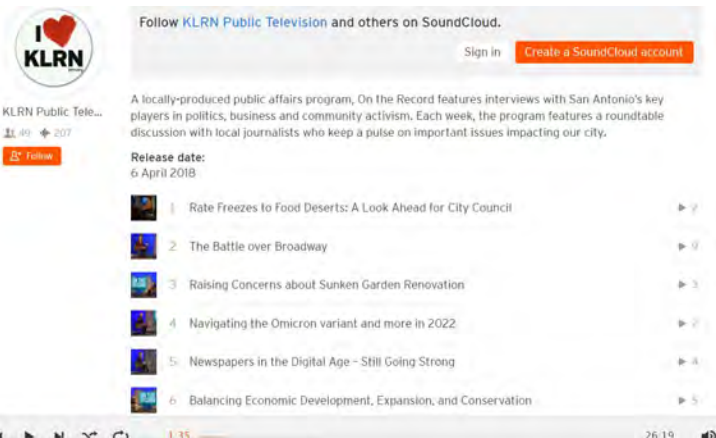 I
KLRN
Follow KLRN Public Television and others on SoundCloud.
Sign in
Create a SoundCloud account
KLRN Public Tele...
49 207
Follow
A locally-produced public affairs program, On the Record features interviews with San Antonio's key
players in politics, business and community activism. Each week, the program features a roundtable
discussion with local journalists who keep a pulse on important issues impacting our city.
Release date:
6 April 2018
1 Rate Freezes to Food Deserts: A Look Ahead for City Council
2 The Battle over Broadway
3 Raising Concerns about Sunken Garden Renovation 3
4 Navigating the Omicron variant and more in 2022
5 Newspapers in the Digital Age - Still Going Strong 4
6 Balancing Economic Development, Expansion, and Conservation 5
1:35 26:19